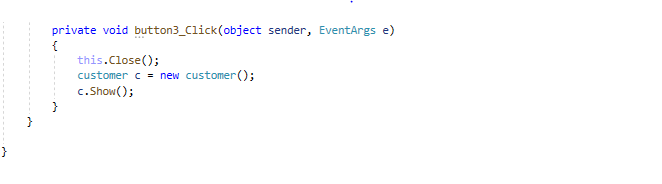 private void button3_Click(object sender, EventArgs e)
{
this.Close();
customer c = new customer();
c.Show();
}
}
}